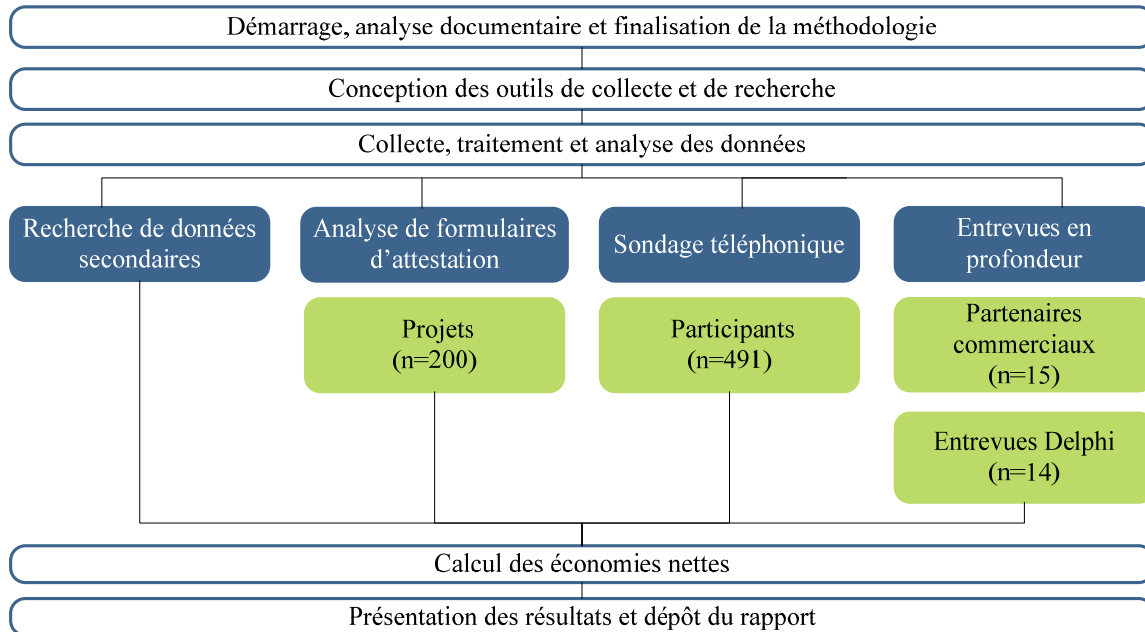 Démarrage, analyse documentaire et finalisation de la méthodologie
Conception des outils de collecte et de recherche
Collecte, traitement et analyse des données
Recherche de données
secondaires
Analyse de formulaires
d’attestation
Sondage téléphonique
Entrevues en
profondeur
Projets
(n=200)
Participants
(n=491)
Partenaires
commerciaux
(n=15)
Entrevues Delphi
(n=14)
Calcul des économies nettes
Présentation des résultats et dépôt du rapport